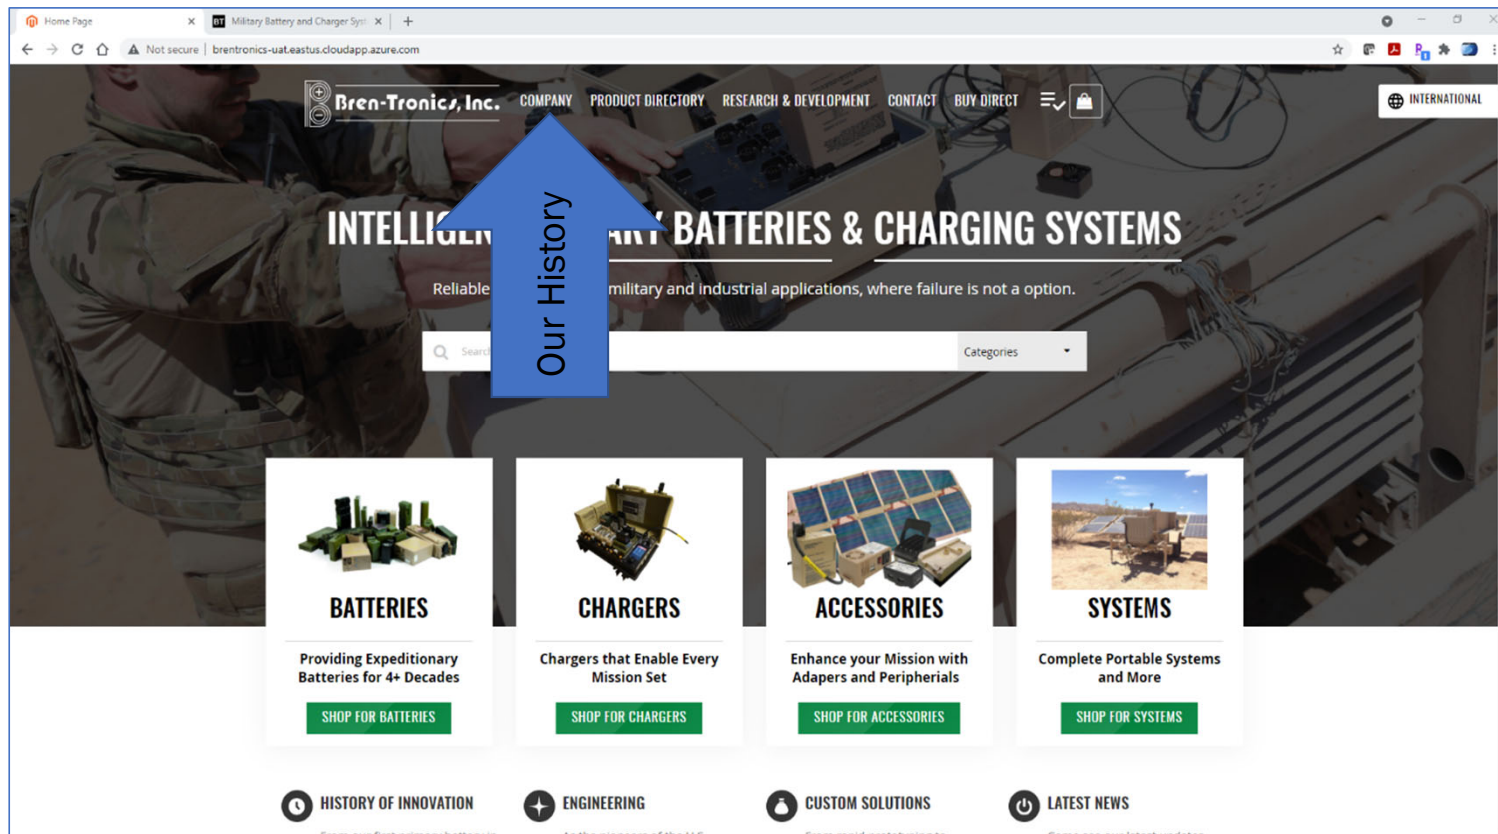 Home Page
Military Battery and Charger Syst
Not secure | brentronics-uat.eastus.cloudapp.azure.com
Bren-Tronics, Inc.
COMPANY
PRODUCT DIRECTORY
RESEARCH & DEVELOPMENT
CONTACT
BUY DIRECT
INTERNATIONAL
Our History
BATTERIES & CHARGING SYSTEMS
Reliable
military and industrial applications, where failure is not a option.
Categories
BATTERIES
Providing Expeditionary
Batteries for 4+ Decades
SHOP FOR BATTERIES
CHARGERS
Chargers that Enable Every
Mission Set
SHOP FOR CHARGERS
ACCESSORIES
Enhance your Mission with
Adapers and Peripherials
SHOP FOR ACCESSORIES
SYSTEMS
Complete Portable Systems
and More
SHOP FOR SYSTEMS
HISTORY OF INNOVATION
ENGINEERING
CUSTOM SOLUTIONS
LATEST NEWS